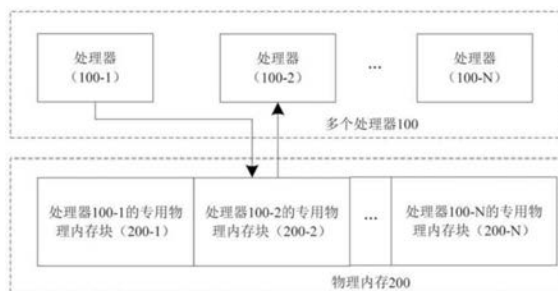 处理器
（100-1）
处理器
（100-2）
...
处理器
（100-N）
多个处理器100
处理器100-1的专用物
理内存块（200-1）
处理器100-2的专用物
理内存块（200-2）
...
处理器100-N的专用物
理内存块（200-N）
物理内存200